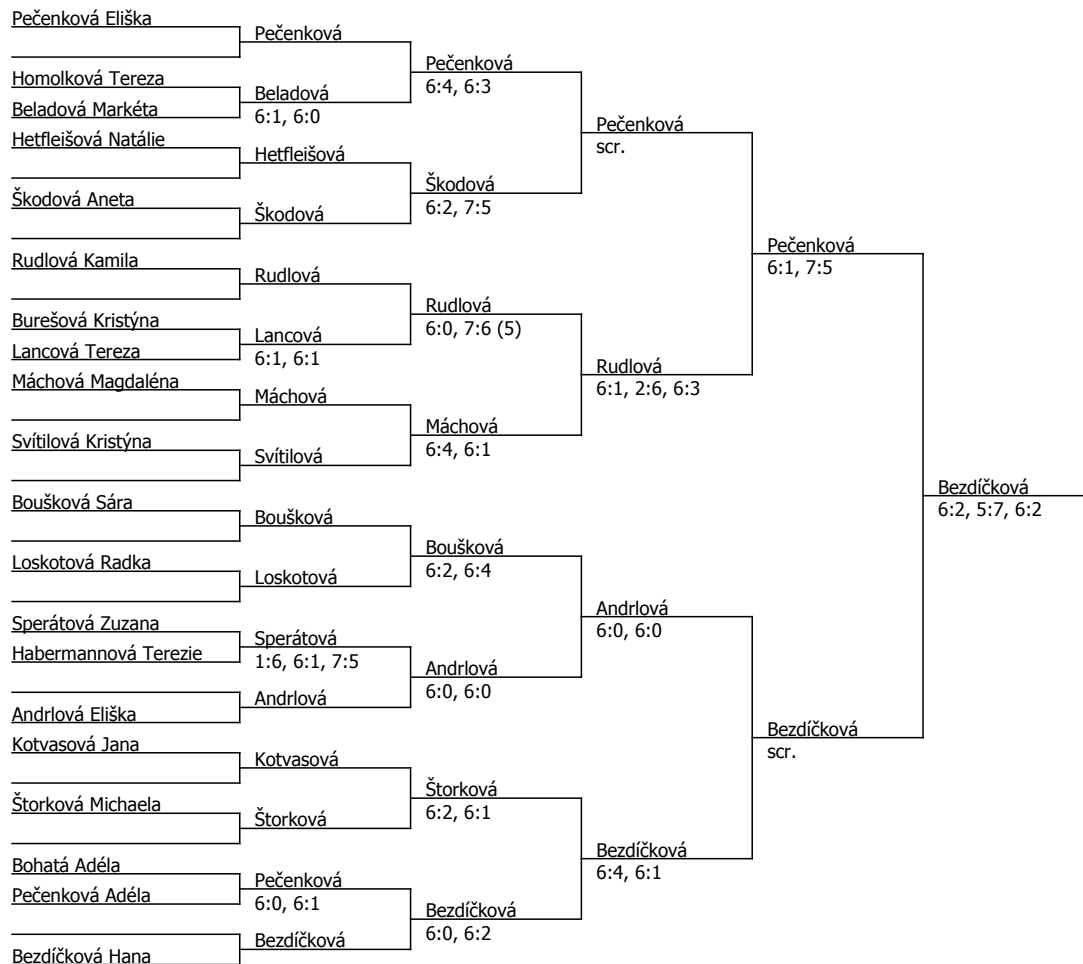 Pečenková Eliška
Homolková Tereza
Beladová Markéta
Hetfleišová Natálie
Škodová Aneta
Rudlová Kamila
Burešová Kristýna
Lancová Tereza
Máchová Magdaléna
Svítilová Kristýna
Boušková Sára
Loskotová Radka
Sperátová Zuzana
Habermannová Terezie
Andrlová Eliška
Kotvasová Jana
Štorková Michaela
Bohatá Adéla
Pečenková Adéla
Bezdíčková Hana
Pečenková
Beladová
6:1, 6:0
Hetfleišová
Škodová
Rudlová
Lancová
6:1, 6:1
Máchová
Svítilová
Boušková
Loskotová
Sperátová
1:6, 6:1, 7:5
Andrlová
Kotvasová
Štorková
Pečenková
6:0, 6:1
Bezdíčková
Pečenková
6:4, 6:3
Škodová
6:2, 7:5
Rudlová
6:0, 7:6 (5)
Máchová
6:4, 6:1
Boušková
6:2, 6:4
Andrlová
6:0, 6:0
Štorková
6:2, 6:1
Bezdíčková
6:0, 6:2
Pečenková
scr.
Rudlová
6:1, 2:6, 6:3
Andrlová
6:0, 6:0
Bezdíčková
6:4, 6:1
Pečenková
6:1, 7:5
Bezdíčková
scr.
Bezdíčková
6:2, 5:7, 6:2